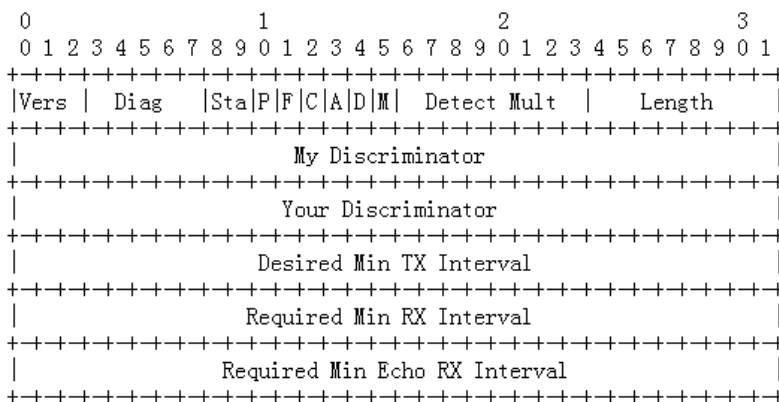 0                   1                   2                   3
0 1 2 3 4 5 6 7 8 9 0 1 2 3 4 5 6 7 8 9 0 1 2 3 4 5 6 7 8 9 0 1
+-+-+-+-+-+-+-+-+-+-+-+-+-+-+-+-+-+-+-+-+-+-+-+-+-+-+-+-+-+-+-+-+
|Vers |  Diag   |Sta|P|F|C|A|D|M|  Detect Mult  |    Length     |
+-+-+-+-+-+-+-+-+-+-+-+-+-+-+-+-+-+-+-+-+-+-+-+-+-+-+-+-+-+-+-+-+
|                       My Discriminator                        |
+-+-+-+-+-+-+-+-+-+-+-+-+-+-+-+-+-+-+-+-+-+-+-+-+-+-+-+-+-+-+-+-+
|                      Your Discriminator                       |
+-+-+-+-+-+-+-+-+-+-+-+-+-+-+-+-+-+-+-+-+-+-+-+-+-+-+-+-+-+-+-+-+
|                    Desired Min TX Interval                    |
+-+-+-+-+-+-+-+-+-+-+-+-+-+-+-+-+-+-+-+-+-+-+-+-+-+-+-+-+-+-+-+-+
|                   Required Min RX Interval                    |
+-+-+-+-+-+-+-+-+-+-+-+-+-+-+-+-+-+-+-+-+-+-+-+-+-+-+-+-+-+-+-+-+
|                 Required Min Echo RX Interval                 |
+-+-+-+-+-+-+-+-+-+-+-+-+-+-+-+-+-+-+-+-+-+-+-+-+-+-+-+-+-+-+-+-+